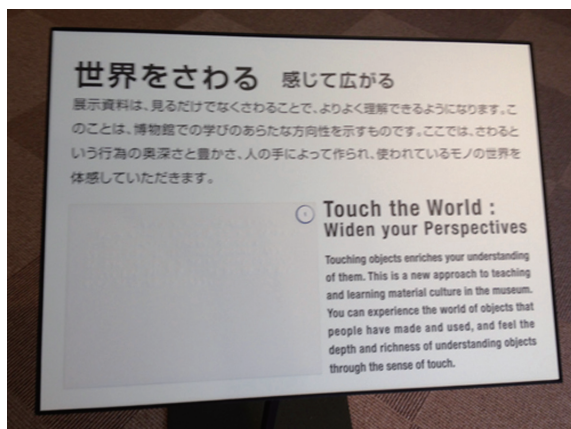 世界をさわる 感じて広がる
展示資料は、見るだけでなくさわることで、よりよく理解できるようになります。こ
のことは、博物館での学びのあらたな方向性を示すものです。ここでは、さわると
いう行為の奥深さと豊かさ、人の手によって作られ、使われているモノの世界を
体感していただきます。
Touch the World :
Widen your Perspectives
Touching objects enriches your understanding
of them. This is a new approach to teaching
and learning material culture in the museum.
You can experience the world of objects that
people have made and used, and feel the
depth and richness of understanding objects
through the sense of touch.